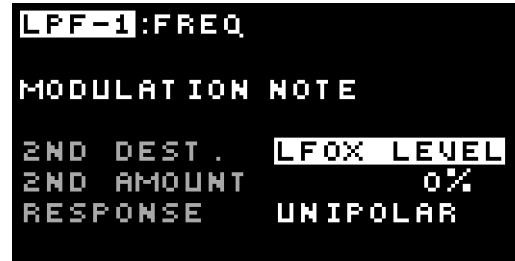 LPF-1:FREQ
MODULATION NOTE
2ND DEST. LFOX LEVEL
2ND AMOUNT 0%
RESPONSE UNIPOLAR